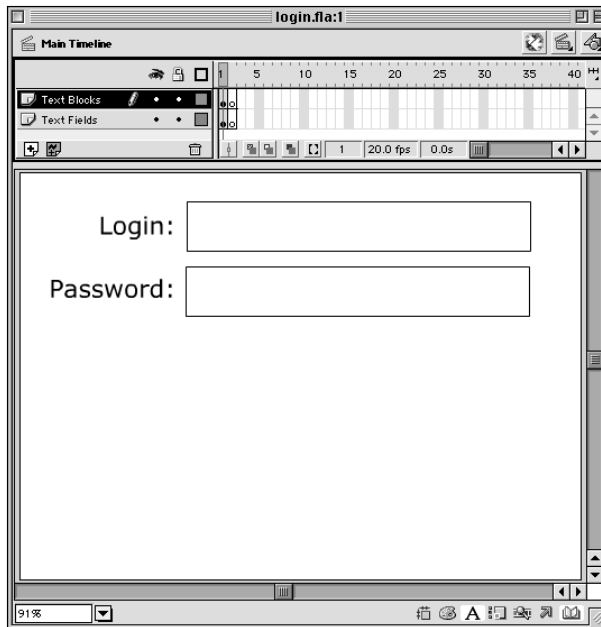 login.fla:1
Main Timeline
1 5 10 15 20 25 30 35 40
Text Blocks
Text Fields
1 20.0 fps 0.0s
Login:
Password:
91%
A